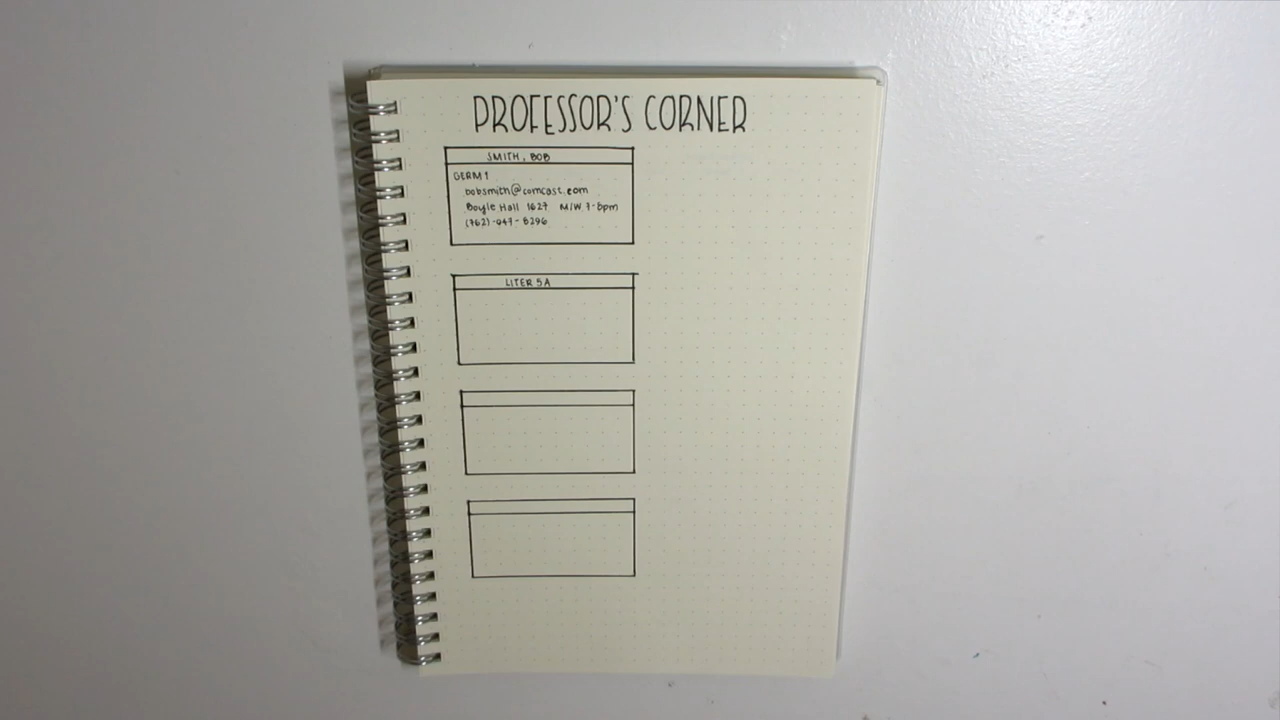 PROFESSOR'S CORNER
SMITH, BOB
GERM 1
bobsmith@comcast.com
Boyle Hall 1627 M/W 7-8pm
(762)-047-8296
LITER 5A